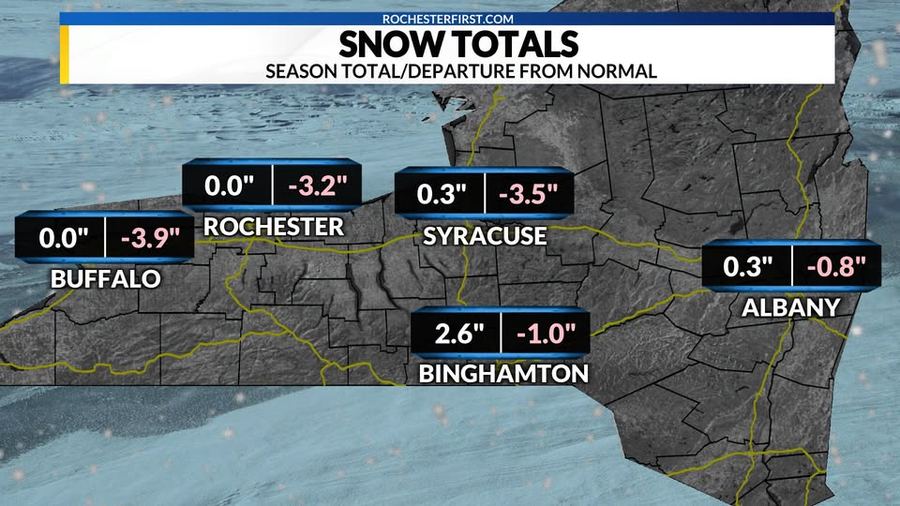 ROCHESTERFIRST.COM
SNOW TOTALS
SEASON TOTAL/DEPARTURE FROM NORMAL
0.0" -3.2"
ROCHESTER
0.3" -3.5"
SYRACUSE
0.0" -3.9"
BUFFALO
0.3" -0.8"
ALBANY
2.6" -1.0"
BINGHAMTON